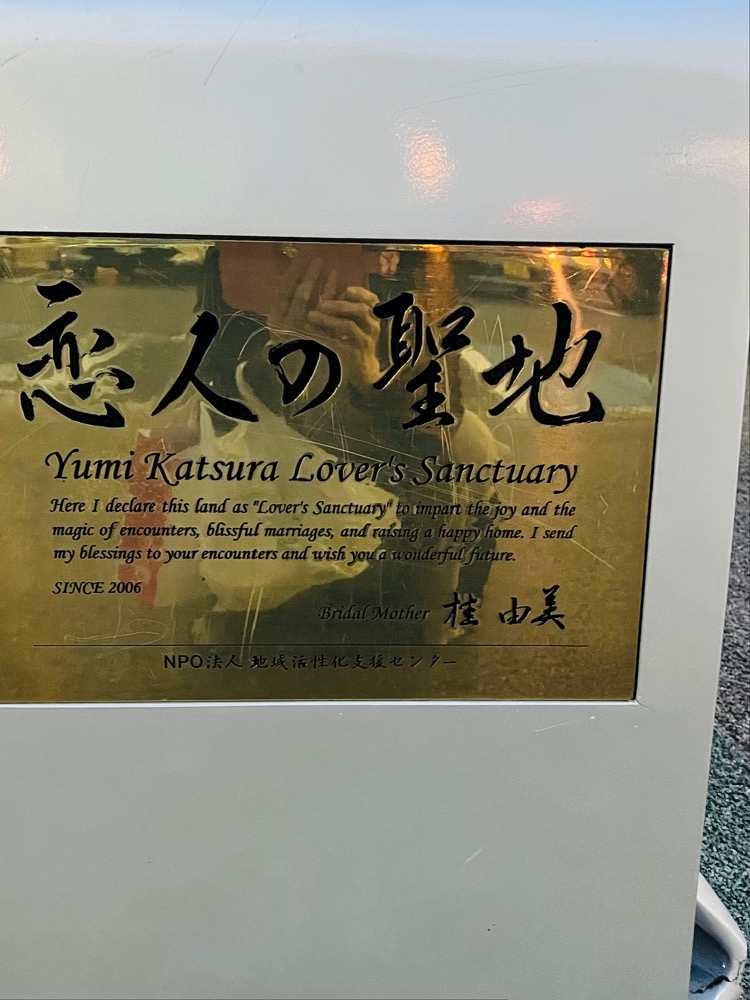 恋人の聖地
Yumi Katsura Lover's Sanctuary
Here I declare this land as "Lover's Sanctuary" to impart the joy and the
magic of encounters, blissful marriages, and raising a happy home. I send
my blessings to your encounters and wish you a wonderful future.
SINCE 2006
Bridal Mother 桂 由美
NPO法人 地域活性化支援センター